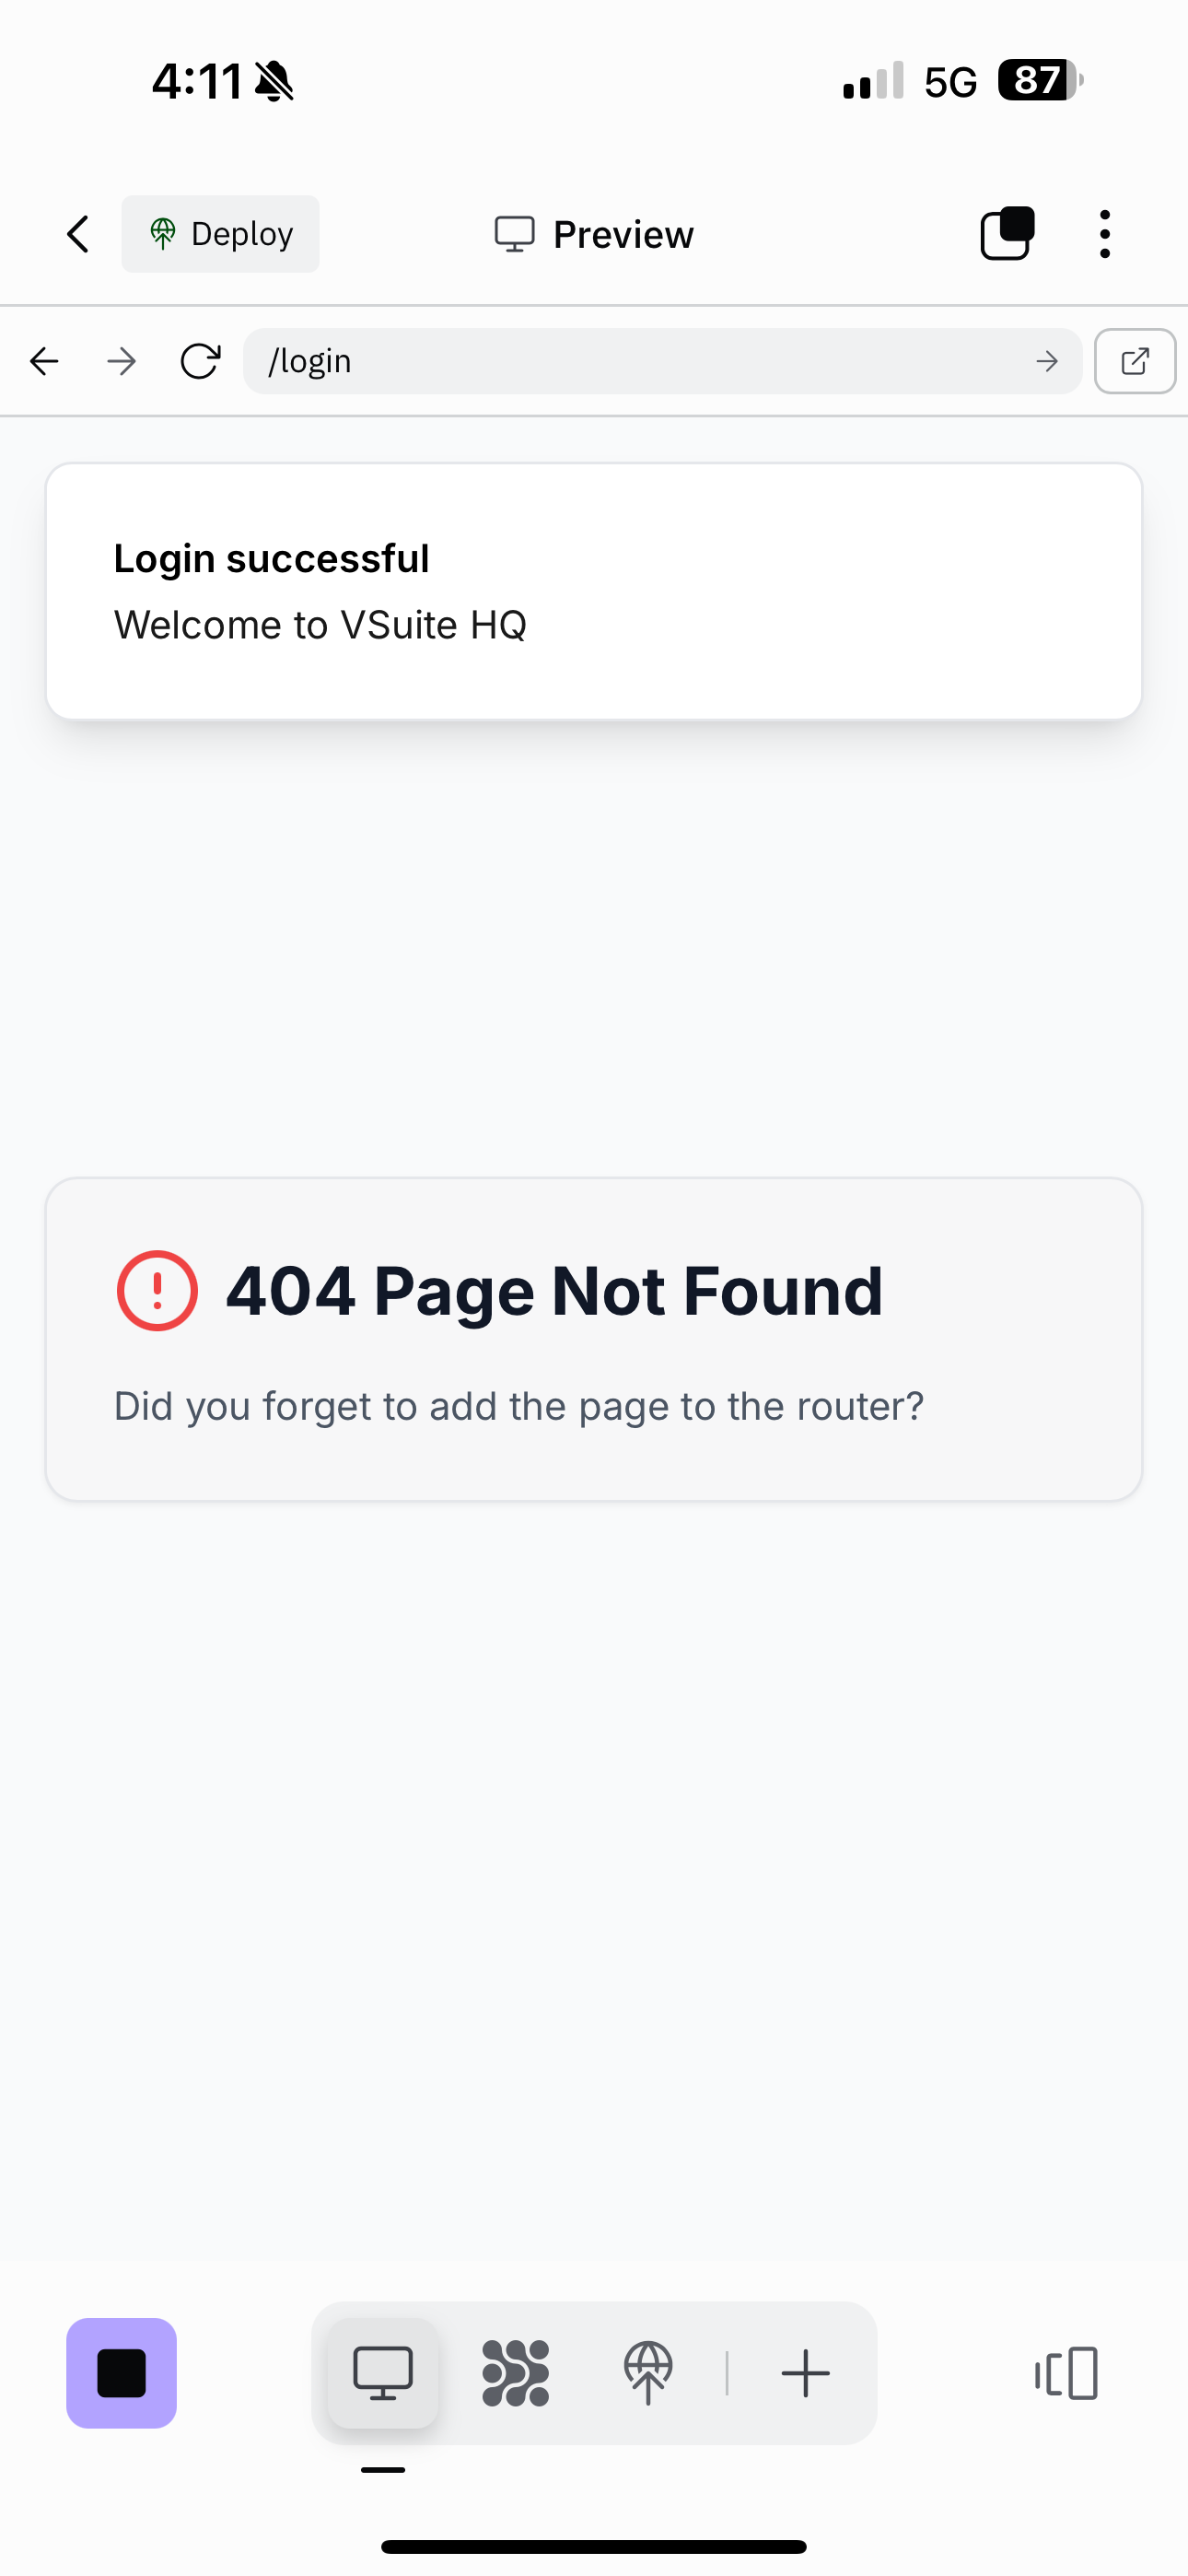 4:11
5G
87
Deploy
Preview
/login
Login successful
Welcome to VSuite HQ
404 Page Not Found
Did you forget to add the page to the router?